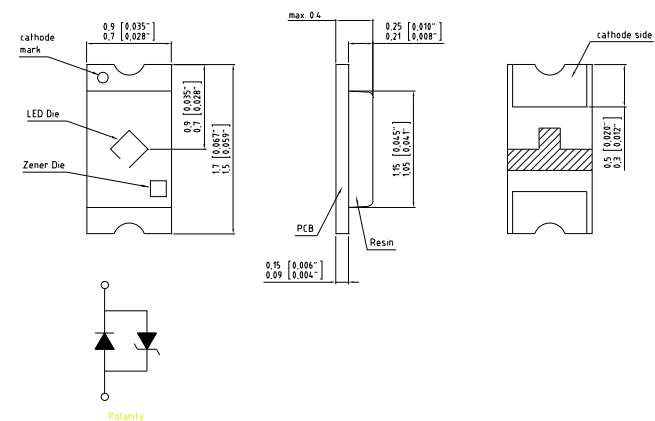 max. 0.4
0,9 [0,035"]
0,7 [0,028"]
0,25 [0,010"]
0,21 [0,008"]
cathode
mark
cathode side
LED Die
0,9 [0,035"]
0,7 [0,028"]
1,7 [0,067"]
1,5 [0,059"]
1,15 [0,045"]
1,05 [0,041"]
0,5 [0,020"]
0,3 [0,012"]
Zener Die
PCB
Resin
0,15 [0,006"]
0,09 [0,004"]
Polarity